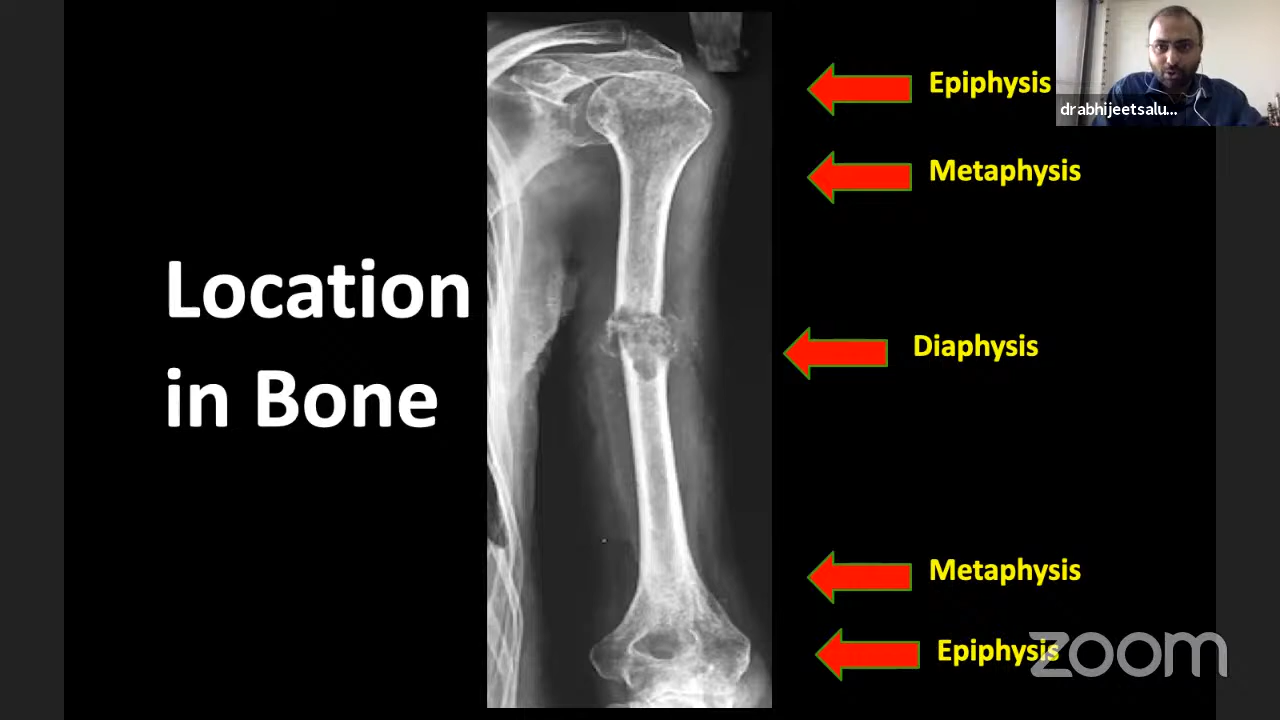 Location
in Bone
Epiphysis
Metaphysis
Diaphysis
Metaphysis
Epiphysis
drabhijeetsalu...
zoom